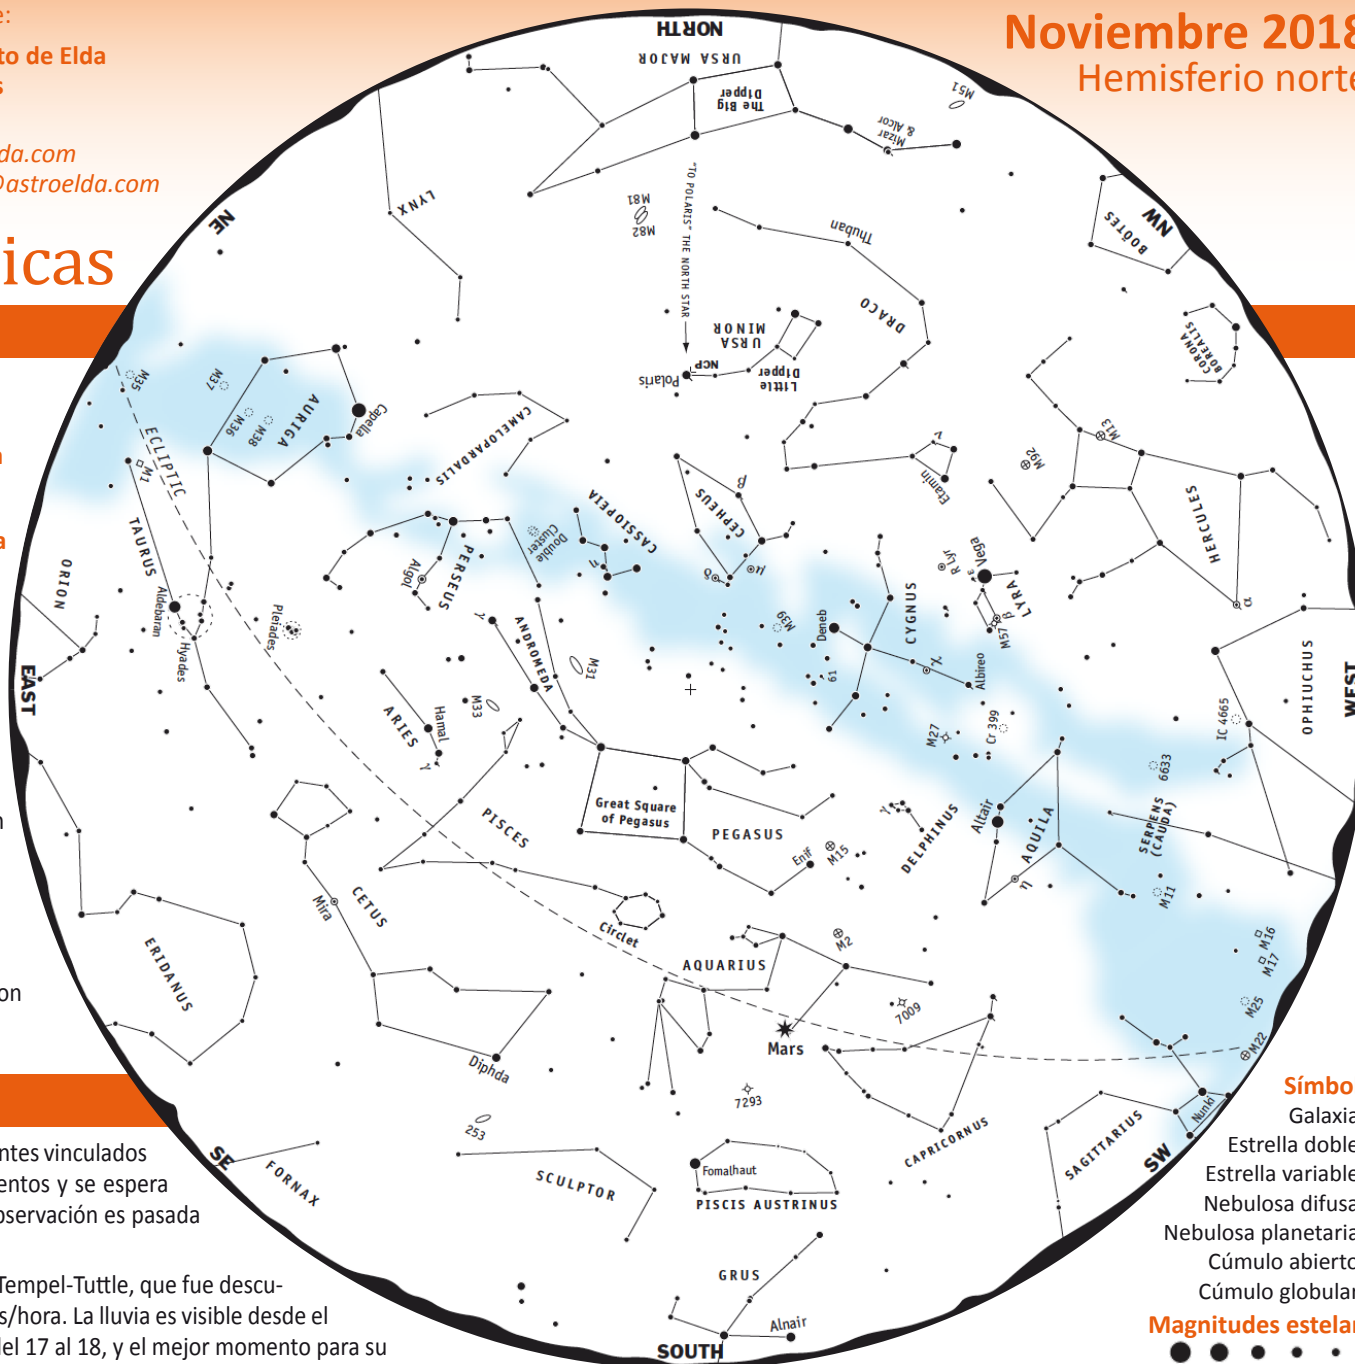 e:
to de Elda
s
da.com
@astroelda.com
icas
Noviembre 2018
Hemisferio norte
a
a
n
on
NORTH
URSA MAJOR
The Big
Dipper
Mizar
& Alcor
M51
NE
LYNX
M81
M82
"TO POLARIS" THE NORTH STAR
Thuban
DRACO
BOÖTES
NW
CORONA
BOREALIS
URSA
MINOR
Little
Dipper
NCP
Polaris
M35
M37
M36
M38
AURIGA
Capella
CAMELOPARDALIS
ECLIPTIC
M1
TAURUS
ORION
Aldebaran
Hyades
Pleiades
Algol
PERSEUS
Double
Cluster
CASSIOPEIA
η
CEPHEUS
β
δ
μ
ν
Etamin
M92
M13
HERCULES
α
R Lyr
Vega
ε
LYRA
β
M57
CYGNUS
M39
Deneb
61
χ
Albireo
OPHIUCHUS
IC 4665
WEST
EAST
γ
ANDROMEDA
M31
M33
ARIES
Hamal
γ
M27
Cr 399
6633
SERPENS
(CAUDA)
Great Square
of Pegasus
PEGASUS
PISCES
Enif
M15
γ
DELPHINUS
Altair
AQUILA
η
M11
M16
M17
M25
M22
CETUS
Mira
Circlet
AQUARIUS
M2
7009
Mars
ERIDANUS
Diphda
7293
253
CAPRICORNUS
SAGITTARIUS
Nunki
SW
SE
FORNAX
SCULPTOR
Fomalhaut
PISCIS AUSTRINUS
GRUS
Alnair
SOUTH
ntes vinculados
entos y se espera
bservación es pasada
Tempel-Tuttle, que fue descu-
s/hora. La lluvia es visible desde el
del 17 al 18, y el mejor momento para su
Símbo
Galaxia
Estrella doble
Estrella variable
Nebulosa difusa
Nebulosa planetaria
Cúmulo abierto
Cúmulo globular
Magnitudes estelar